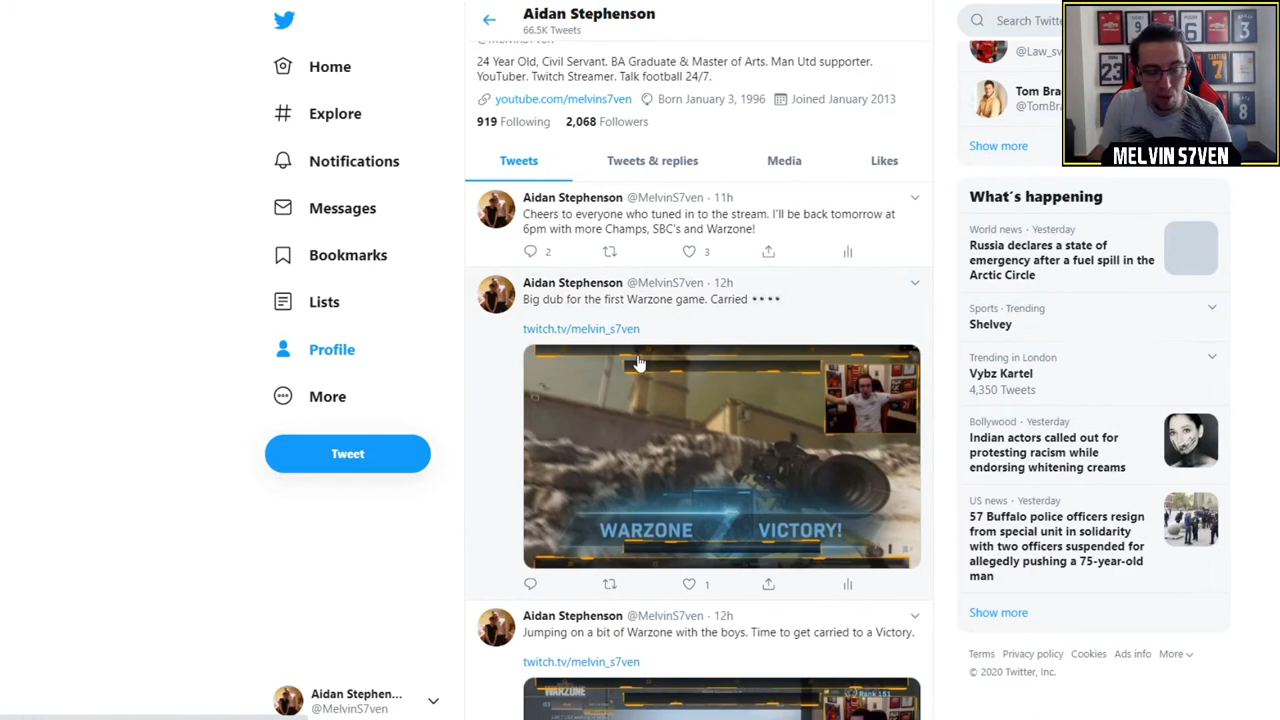 Home
Explore
Notifications
Messages
Bookmarks
Lists
Profile
More
Tweet
Aidan Stephen...
@MelvinS7ven
Aidan Stephenson
66.5K Tweets
@MelvinS7ven
24 Year Old, Civil Servant. BA Graduate & Master of Arts. Man Utd supporter.
YouTuber. Twitch Streamer. Talk football 24/7.
youtube.com/melvins7ven Born January 3, 1996 Joined January 2013
919 Following 2,068 Followers
Tweets Tweets & replies Media Likes
Aidan Stephenson @MelvinS7ven · 11h
Cheers to everyone who tuned in to the stream. I'll be back tomorrow at
6pm with more Champs, SBC's and Warzone!
2 3
Aidan Stephenson @MelvinS7ven · 12h
Big dub for the first Warzone game. Carried
twitch.tv/melvin_s7ven
WARZONE VICTORY!
1
Aidan Stephenson @MelvinS7ven · 12h
Jumping on a bit of Warzone with the boys. Time to get carried to a Victory.
twitch.tv/melvin_s7ven
WARZONE
Rank 151
Search Twitte
@Law_sv
Tom Bra
@TomBra
Show more
MELVIN S7VEN
What's happening
World news · Yesterday
Russia declares a state of
emergency after a fuel spill in the
Arctic Circle
Sports · Trending
Shelvey
Trending in London
Vybz Kartel
4,350 Tweets
Bollywood · Yesterday
Indian actors called out for
protesting racism while
endorsing whitening creams
US news · Yesterday
57 Buffalo police officers resign
from special unit in solidarity
with two officers suspended for
allegedly pushing a 75-year-old
man
Show more
Terms Privacy policy Cookies Ads info More
© 2020 Twitter, Inc.